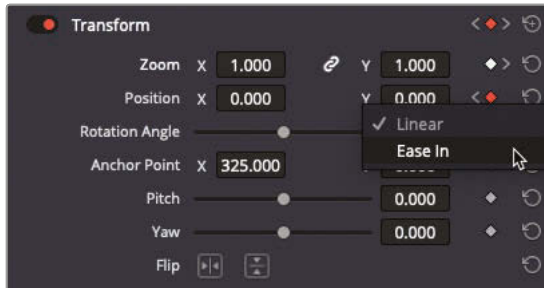 Transform
Zoom X 1.000 Y 1.000
Position X 0.000 Y 0.000
Linear
Rotation Angle
Ease In
Anchor Point X 325.000
Pitch 0.000
Yaw 0.000
Flip